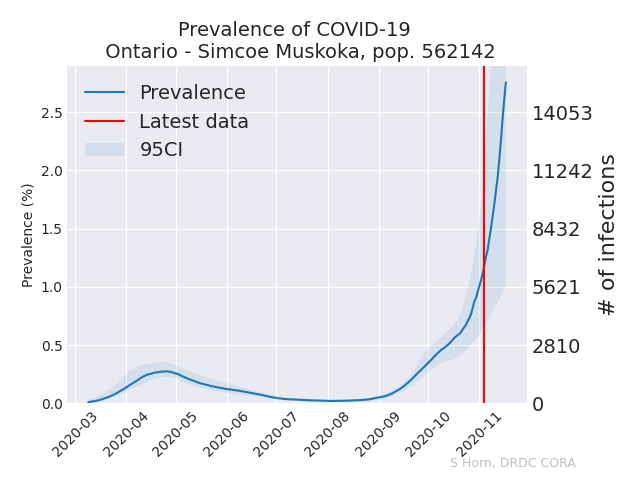 Prevalence of COVID-19
Ontario - Simcoe Muskoka, pop. 562142
Prevalence
Latest data
95CI
Prevalence (%)
2.5
2.0
1.5
1.0
0.5
0.0
14053
11242
8432
5621
2810
0
# of infections
2020-03
2020-04
2020-05
2020-06
2020-07
2020-08
2020-09
2020-10
2020-11
S Horn, DRDC CORA